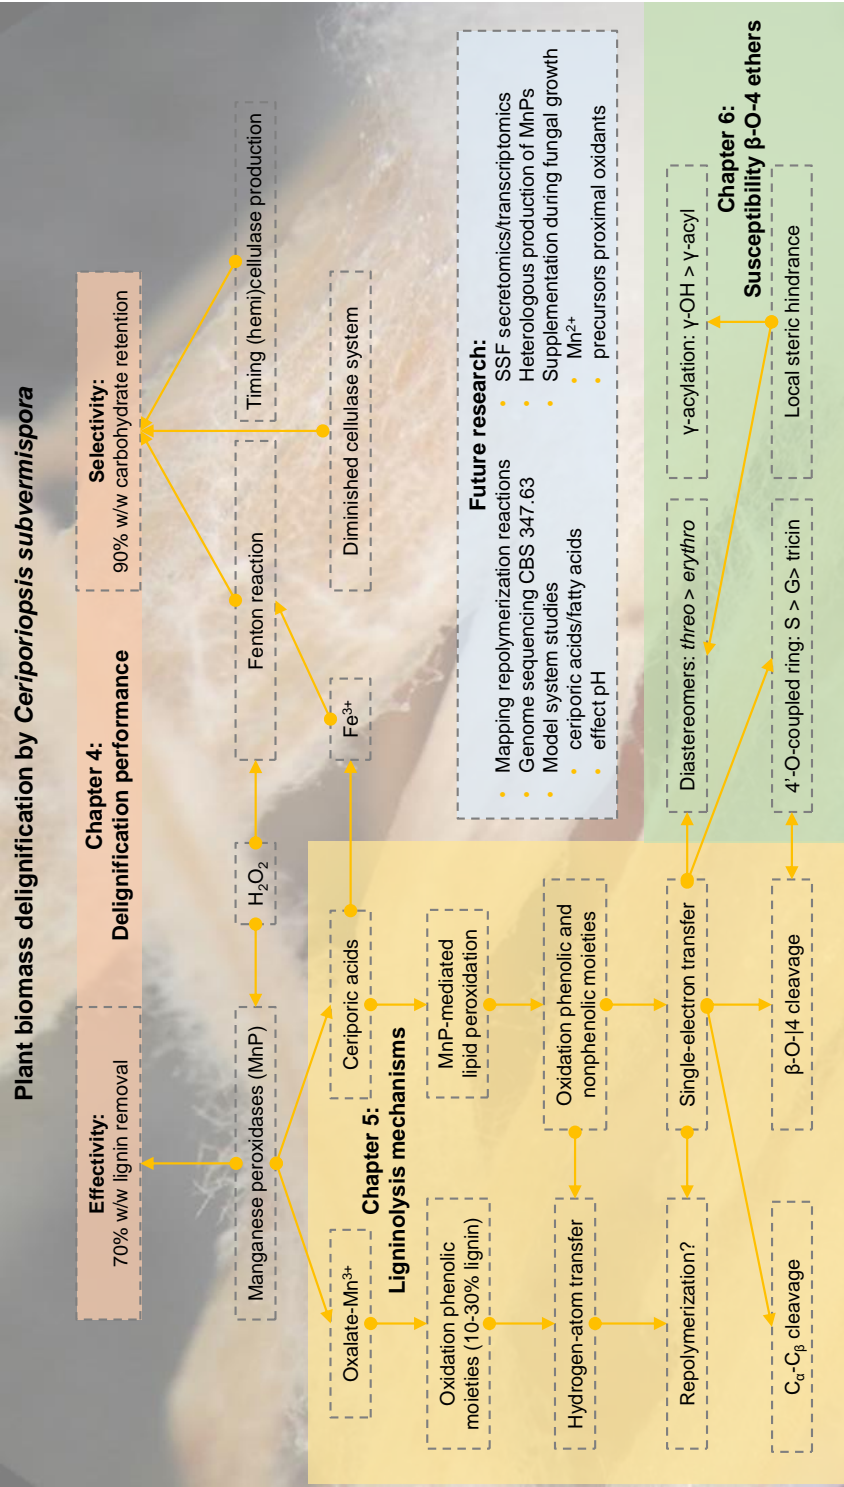 Plant biomass delignification by Ceriporiopsis subvermispora
Effectivity:
70% w/w lignin removal
Chapter 4:
Delignification performance
Selectivity:
90% w/w carbohydrate retention
Manganese peroxidases (MnP)
H₂O₂
Fenton reaction
Timing (hemi)cellulase production
Oxalate-Mn³⁺
Ceriporic acids
Fe³⁺
Diminished cellulase system
Chapter 5:
Ligninolysis mechanisms
Oxidation phenolic
moieties (10-30% lignin)
MnP-mediated
lipid peroxidation
Hydrogen-atom transfer
Oxidation phenolic and
nonphenolic moieties
Repolymerization?
Single-electron transfer
Cα-Cβ cleavage
β-O-|4 cleavage
Future research:
• Mapping repolymerization reactions
• Genome sequencing CBS 347.63
• Model system studies
• ceriporic acids/fatty acids
• effect pH
• SSF secretomics/transcriptomics
• Heterologous production of MnPs
• Supplementation during fungal growth
• Mn²⁺
• precursors proximal oxidants
Diastereomers: threo > erythro
γ-acylation: γ-OH > γ-acyl
Chapter 6:
Susceptibility β-O-4 ethers
4'-O-coupled ring: S > G> tricin
Local steric hindrance